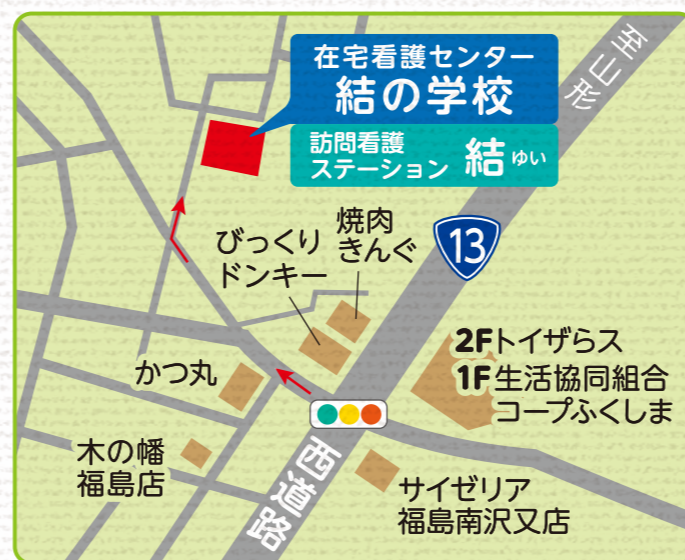 在宅看護センター
結の学校
訪問看護
ステーション 結 ゆい
至山形
13
焼肉
きんぐ
びっくり
ドンキー
2Fトイザらス
1F生活協同組合
コープふくしま
かつ丸
木の幡
福島店
西道路
サイゼリア
福島南沢又店